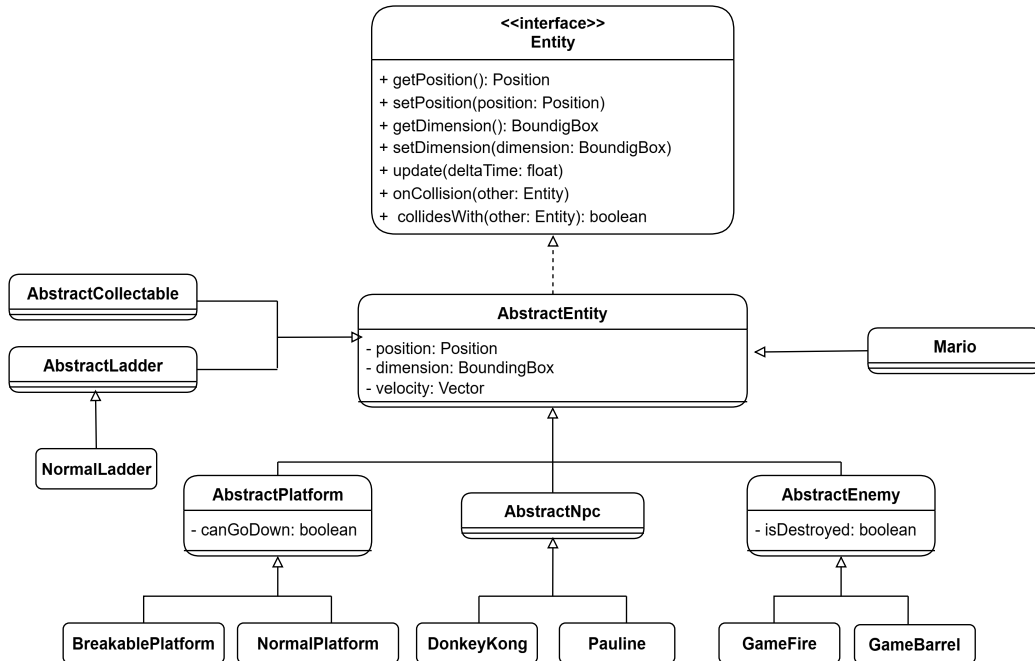 <<interface>>
Entity
+ getPosition(): Position
+ setPosition(position: Position)
+ getDimension(): BoundigBox
+ setDimension(dimension: BoundigBox)
+ update(deltaTime: float)
+ onCollision(other: Entity)
+ collidesWith(other: Entity): boolean
AbstractCollectable
AbstractEntity
- position: Position
- dimension: BoundingBox
- velocity: Vector
Mario
AbstractLadder
NormalLadder
AbstractPlatform
- canGoDown: boolean
AbstractNpc
AbstractEnemy
- isDestroyed: boolean
BreakablePlatform
NormalPlatform
DonkeyKong
Pauline
GameFire
GameBarrel